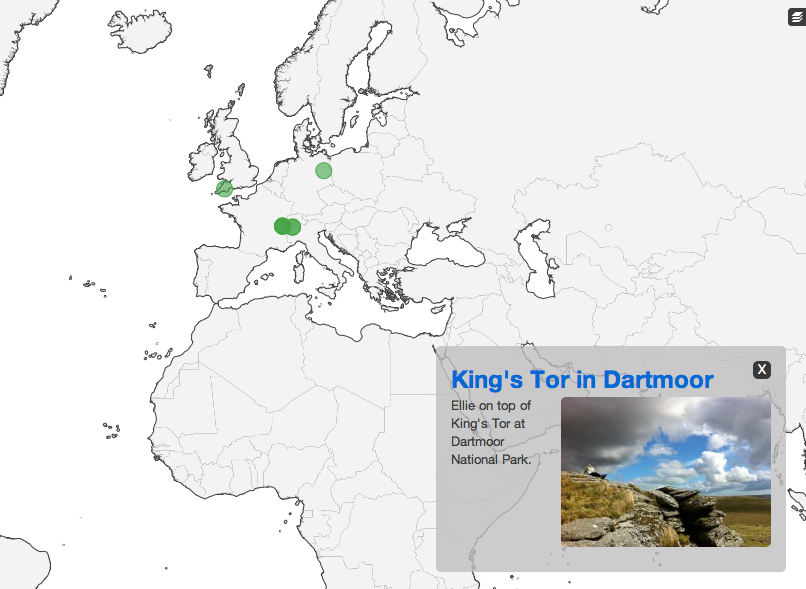 X
King's Tor in Dartmoor
Ellie on top of
King's Tor at
Dartmoor
National Park.